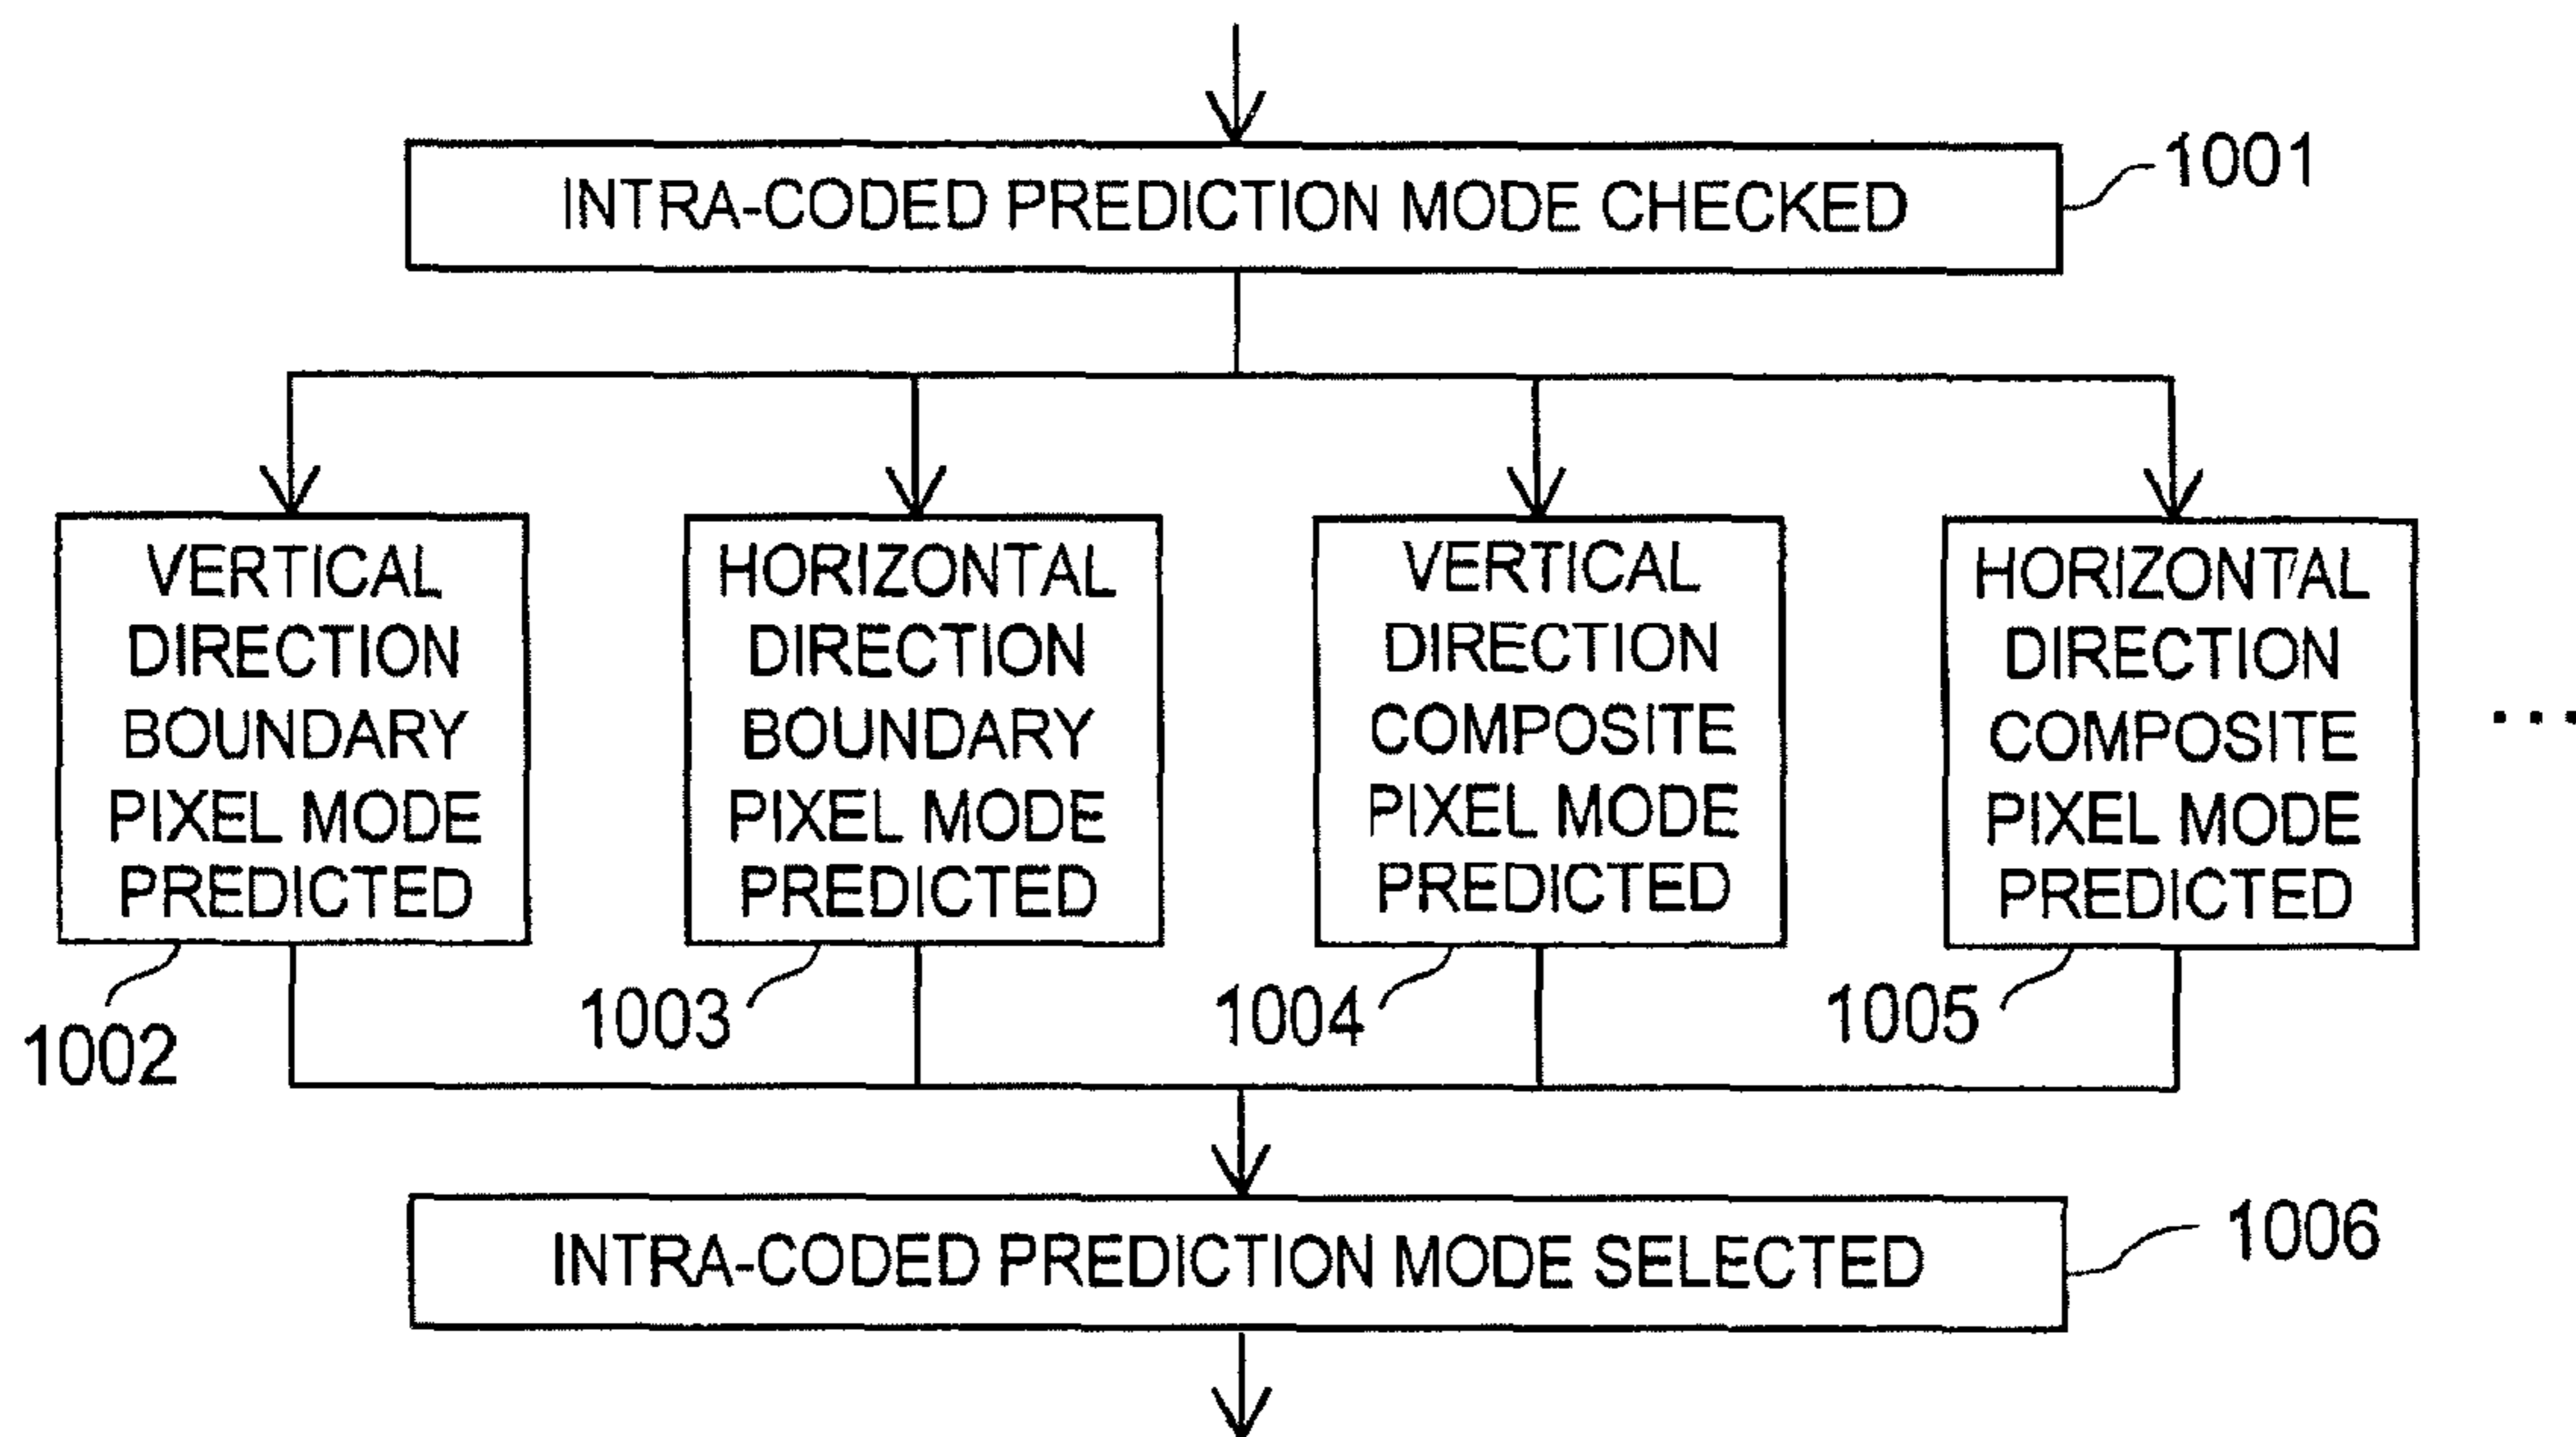 INTRA-CODED PREDICTION MODE CHECKED
1001
VERTICAL
DIRECTION
BOUNDARY
PIXEL MODE
PREDICTED
1002
HORIZONTAL
DIRECTION
BOUNDARY
PIXEL MODE
PREDICTED
1003
VERTICAL
DIRECTION
COMPOSITE
PIXEL MODE
PREDICTED
1004
HORIZONTAL
DIRECTION
COMPOSITE
PIXEL MODE
PREDICTED
1005
...
INTRA-CODED PREDICTION MODE SELECTED
1006